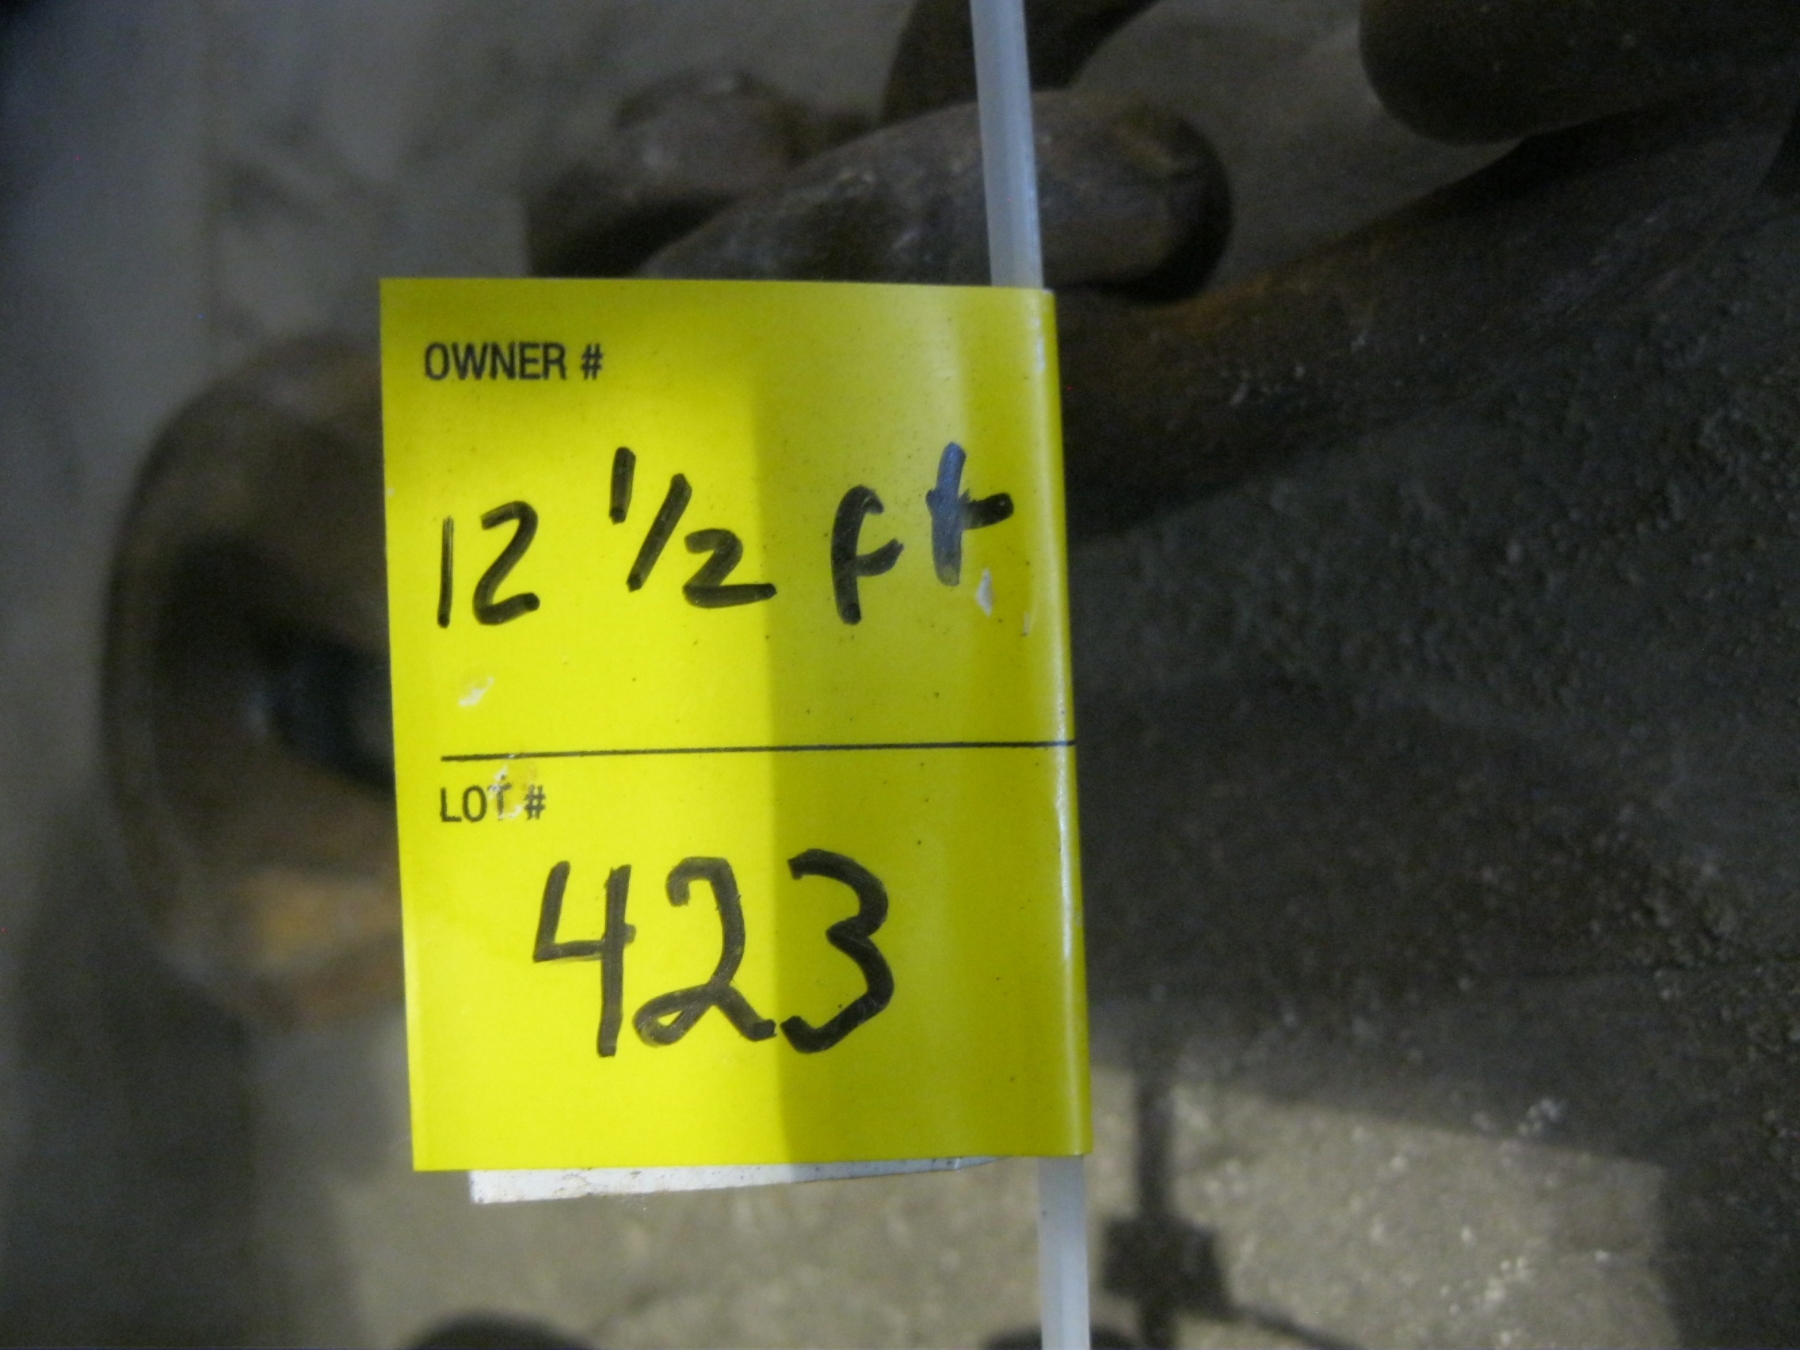 OWNER #
12 1/2 ft
LOT #
423